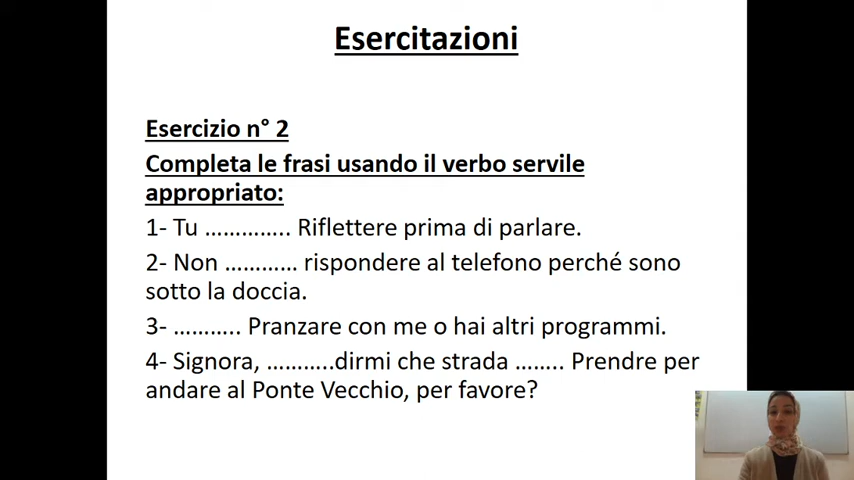 Esercitazioni
Esercizio n° 2
Completa le frasi usando il verbo servile
appropriato:
1- Tu ………….. Riflettere prima di parlare.
2- Non ………… rispondere al telefono perché sono
sotto la doccia.
3- ……….. Pranzare con me o hai altri programmi.
4- Signora, ………..dirmi che strada …….. Prendre per
andare al Ponte Vecchio, per favore?